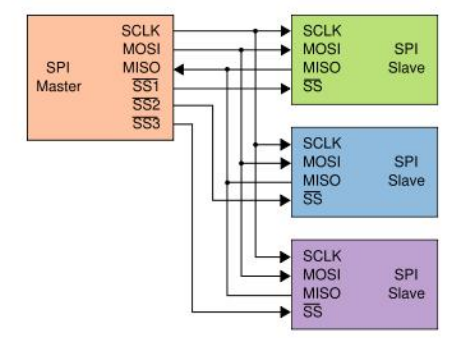 SCLK
MOSI
SPI MISO
Master SS1
SS2
SS3
SCLK
MOSI SPI
MISO Slave
SS
SCLK
MOSI SPI
MISO Slave
SS
SCLK
MOSI SPI
MISO Slave
SS